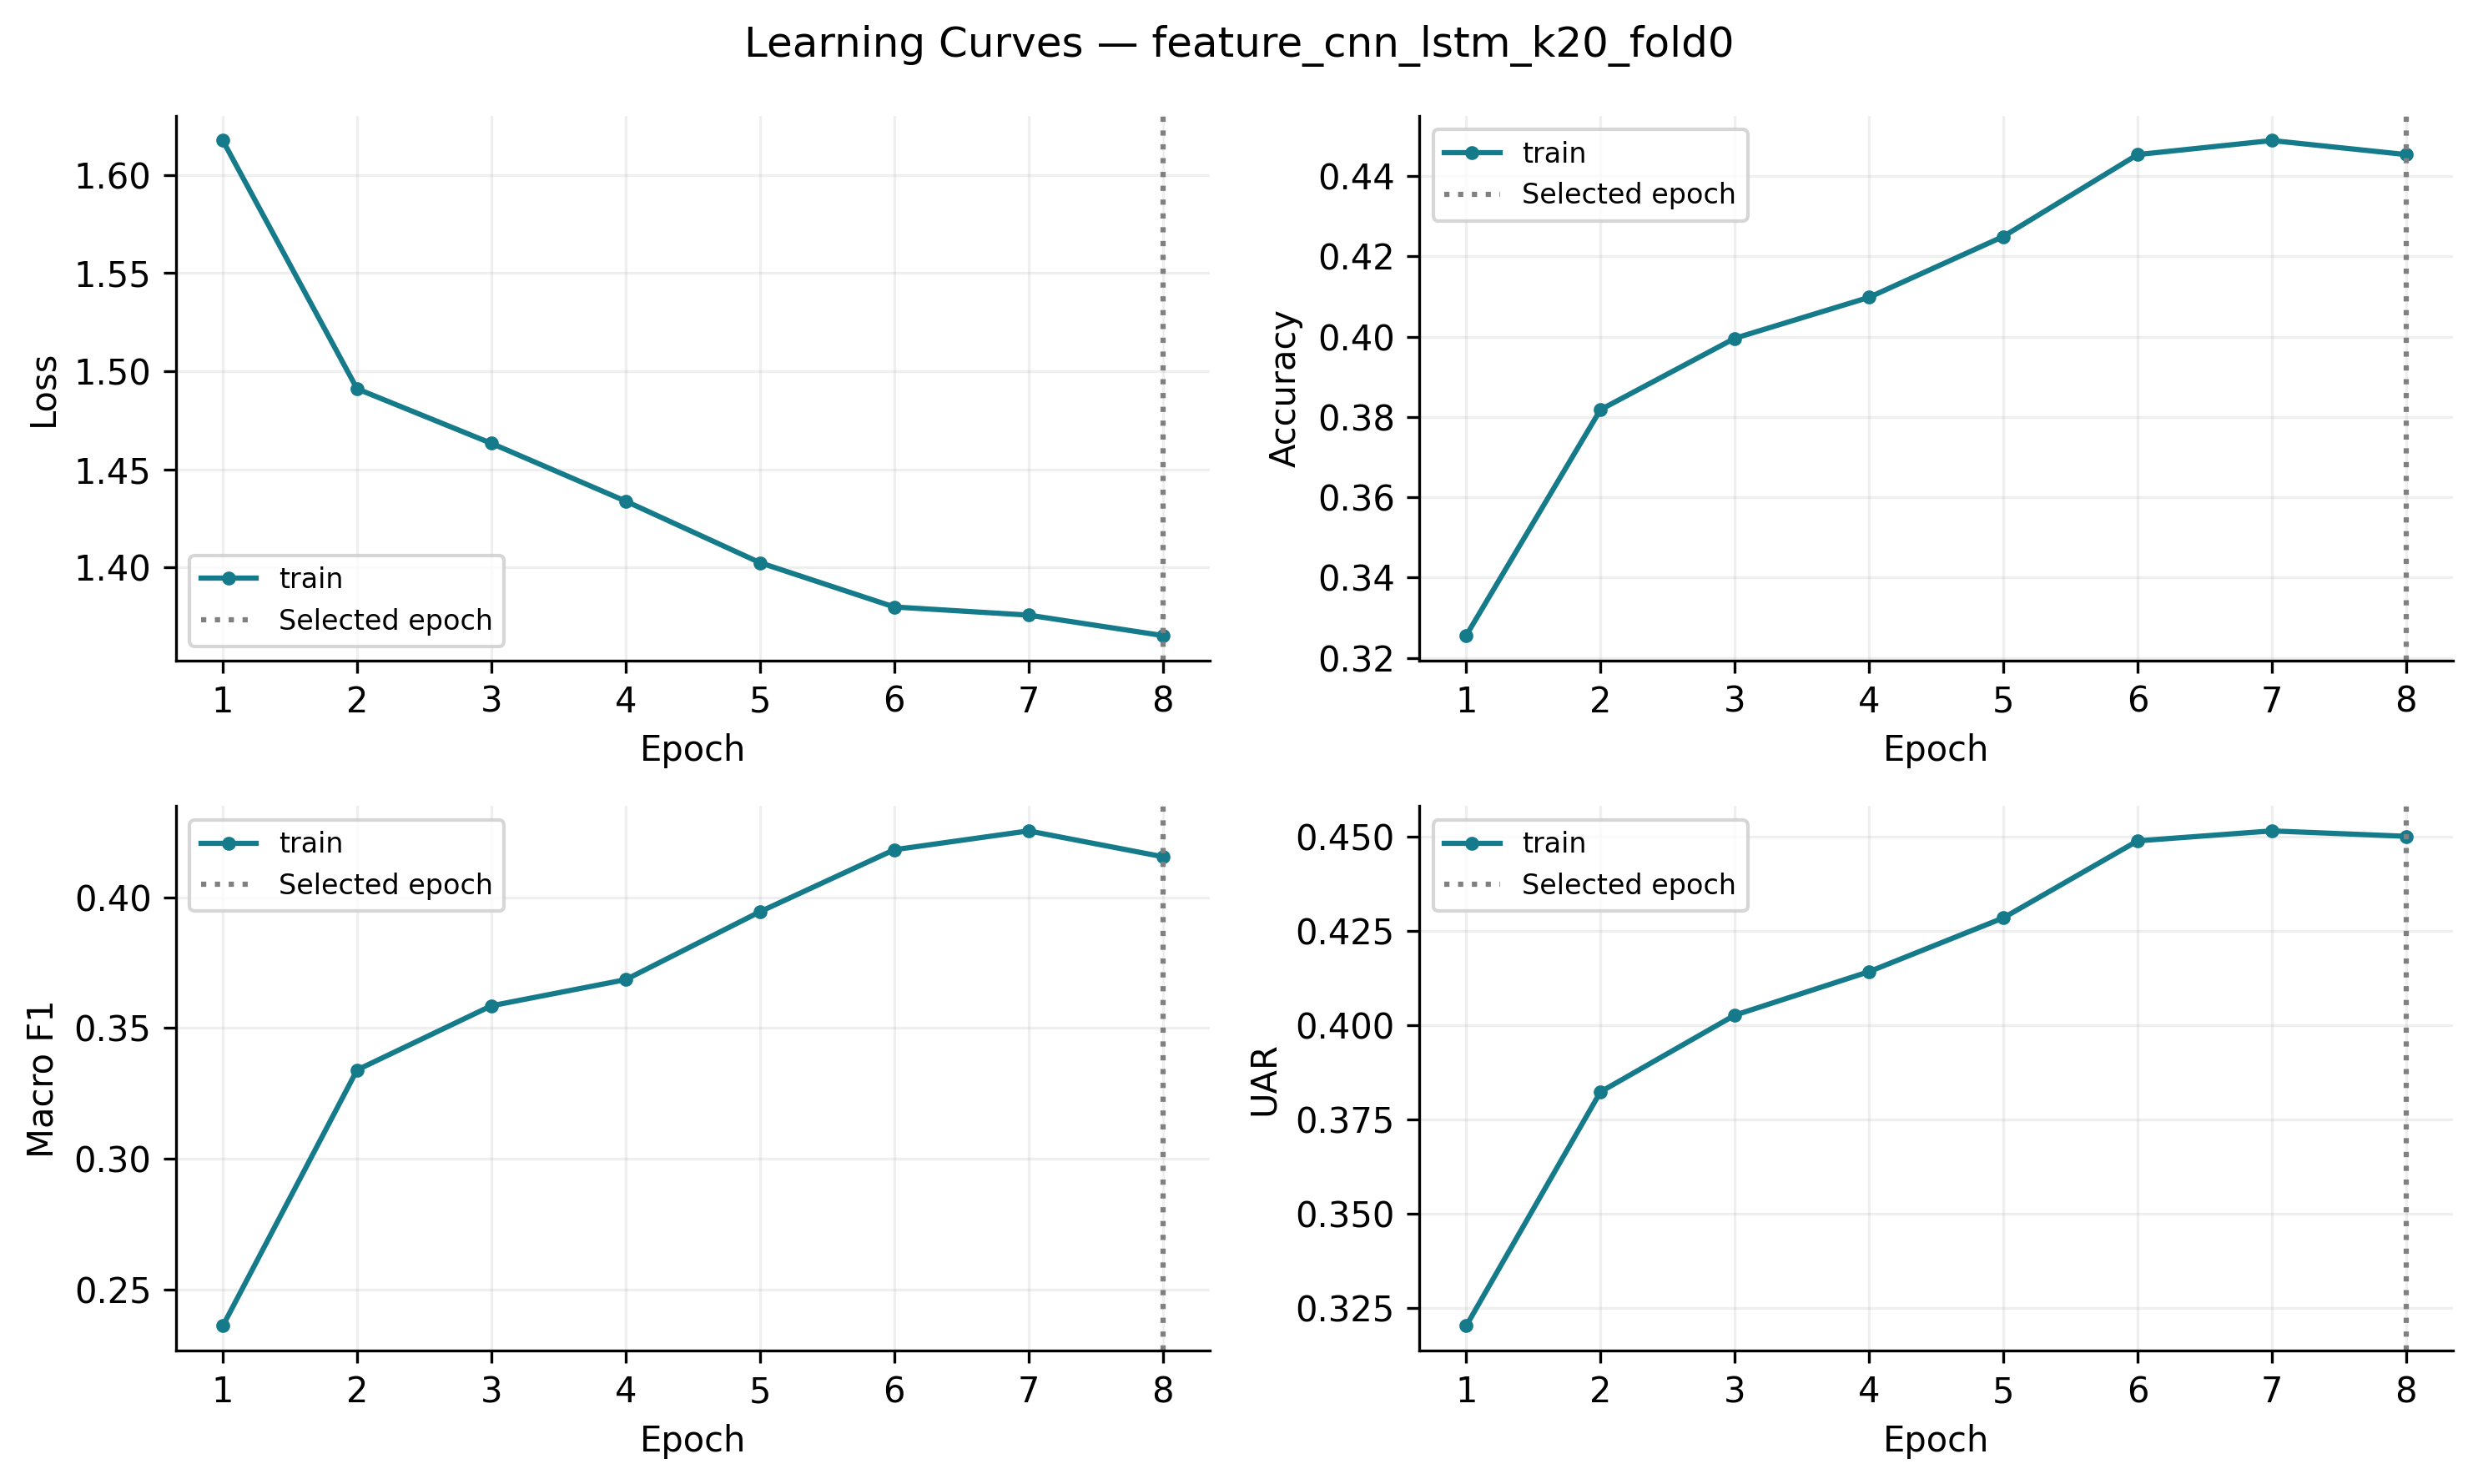 Learning Curves — feature_cnn_lstm_k20_fold0
Loss
1.60
1.55
1.50
1.45
1.40
train
Selected epoch
1 2 3 4 5 6 7 8
Epoch
Accuracy
0.44
0.42
0.40
0.38
0.36
0.34
0.32
train
Selected epoch
1 2 3 4 5 6 7 8
Epoch
Macro F1
0.40
0.35
0.30
0.25
train
Selected epoch
1 2 3 4 5 6 7 8
Epoch
UAR
0.450
0.425
0.400
0.375
0.350
0.325
train
Selected epoch
1 2 3 4 5 6 7 8
Epoch